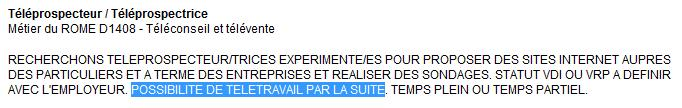 Téléprospecteur / Téléprospectrice
Métier du ROME D1408 - Téléconseil et télévente
RECHERCHONS TELEPROSPECTEUR/TRICES EXPERIMENTE/ES POUR PROPOSER DES SITES INTERNET AUPRES
DES PARTICULIERS ET A TERME DES ENTREPRISES ET REALISER DES SONDAGES. STATUT VDI OU VRP A DEFINIR
AVEC L'EMPLOYEUR. POSSIBILITE DE TELETRAVAIL PAR LA SUITE. TEMPS PLEIN OU TEMPS PARTIEL.